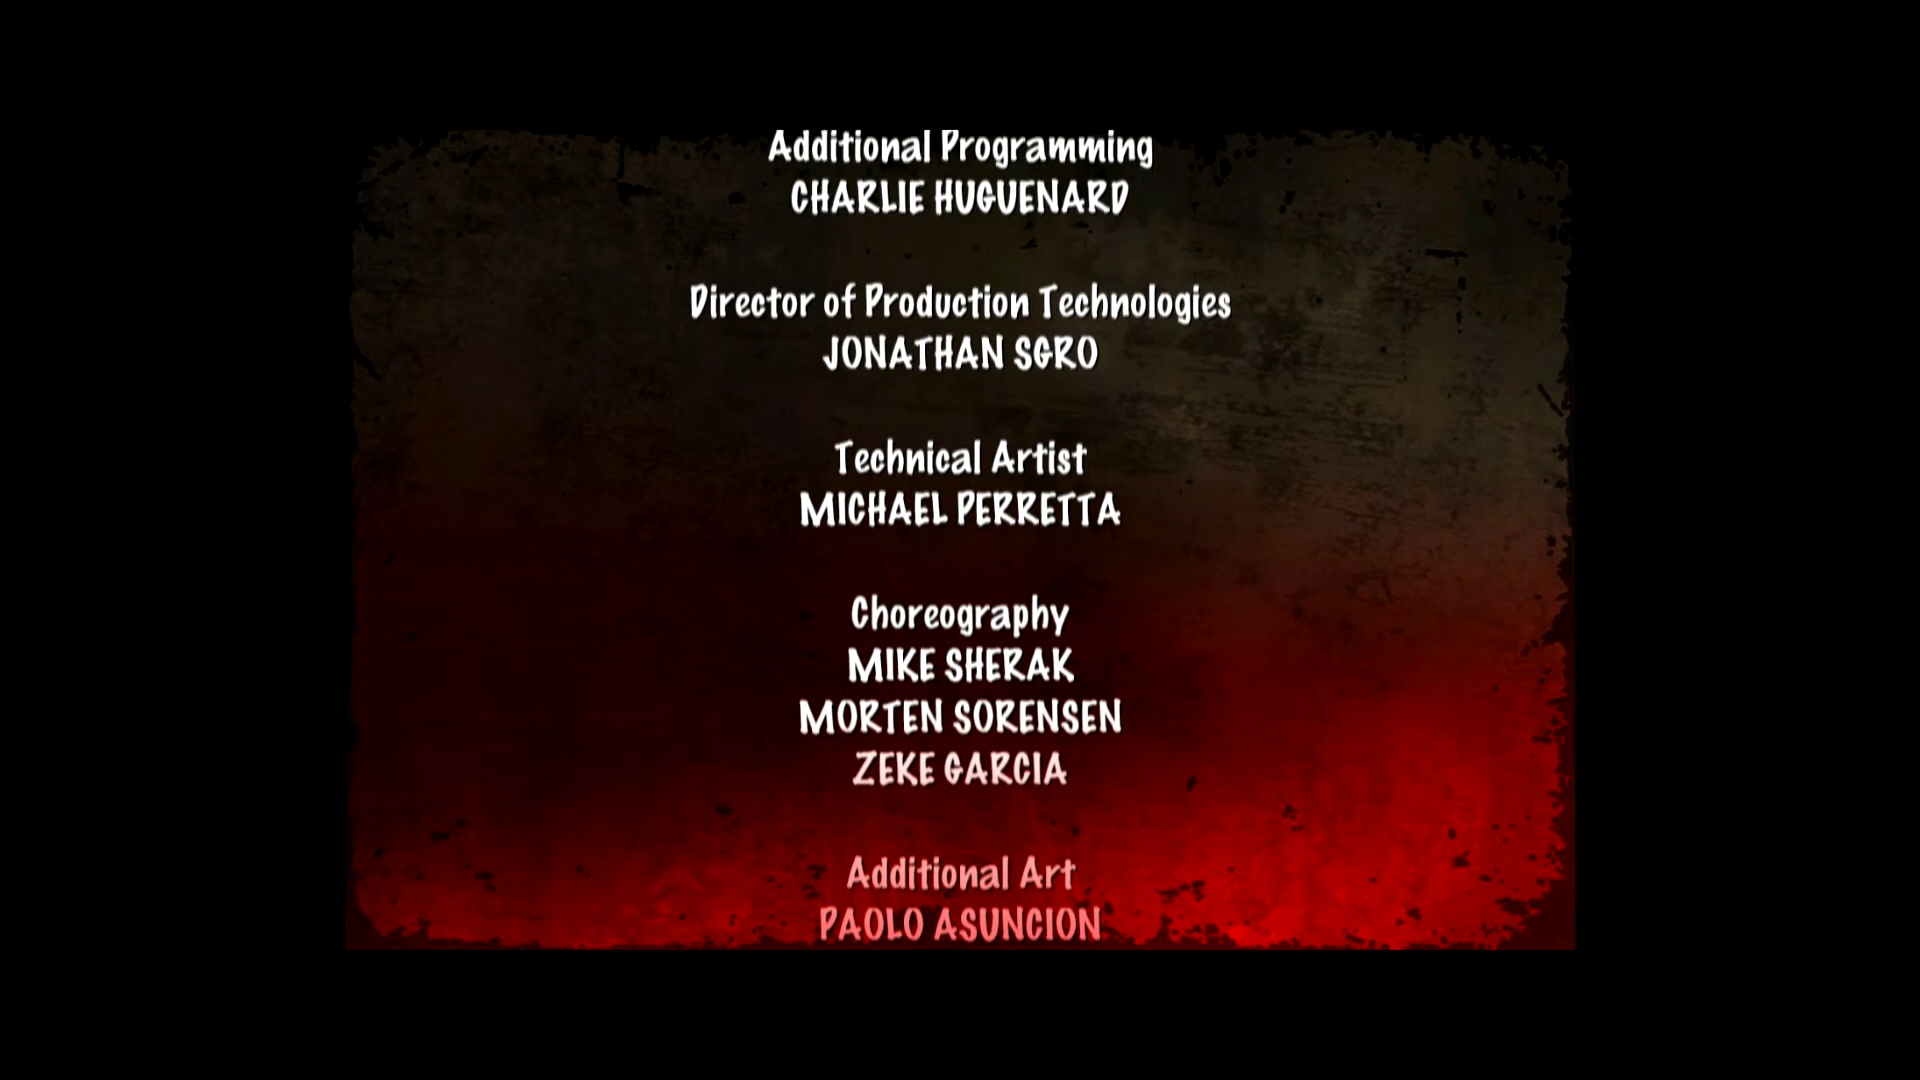 Additional Programming
CHARLIE HUGUENARD
Director of Production Technologies
JONATHAN SGRO
Technical Artist
MICHAEL PERRETTA
Choreography
MIKE SHERAK
MORTEN SORENSEN
ZEKE GARCIA
Additional Art
PAOLO ASUNCION